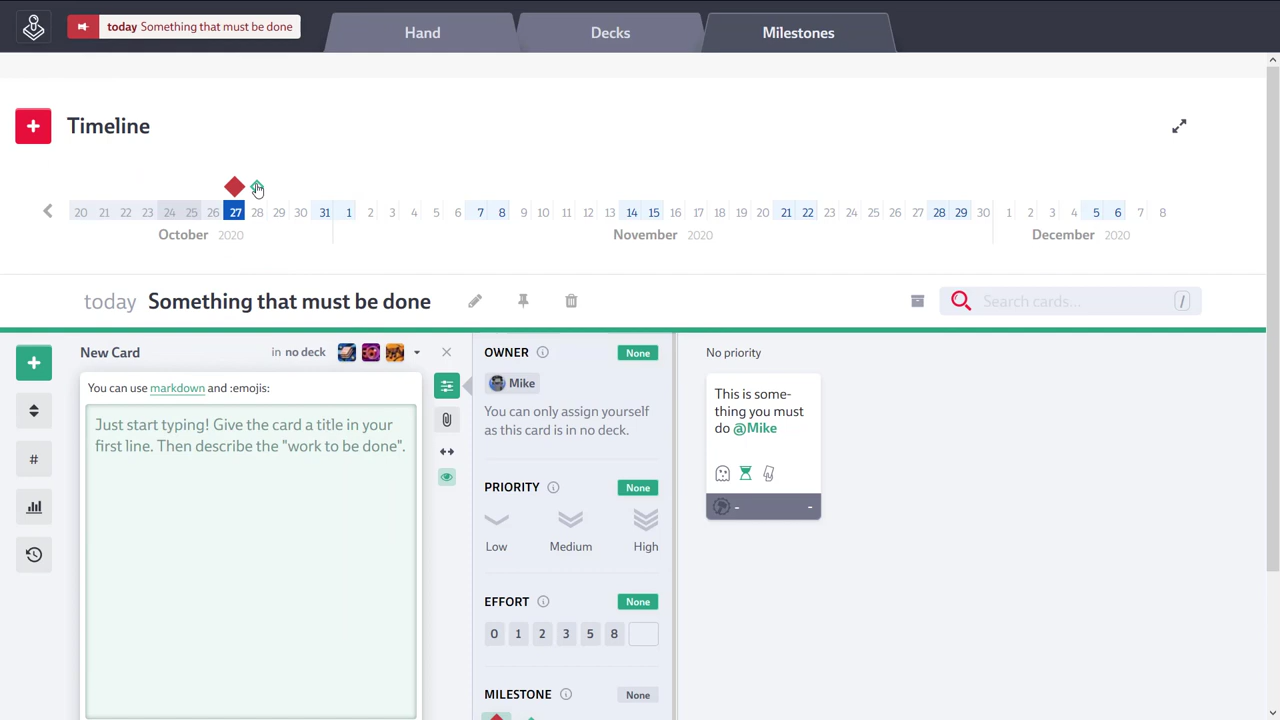 today Something that must be done
Hand
Decks
Milestones
+ Timeline
20 21 22 23 24 25 26 27 28 29 30 31 1 2 3 4 5 6 7 8 9 10 11 12 13 14 15 16 17 18 19 20 21 22 23 24 25 26 27 28 29 30 1 2 3 4 5 6 7 8
October 2020
November 2020
December 2020
today Something that must be done
Search cards... /
New Card
in no deck
You can use markdown and :emojis:
Just start typing! Give the card a title in your
first line. Then describe the "work to be done".
#
OWNER None
Mike
You can only assign yourself
as this card is in no deck.
PRIORITY None
Low Medium High
EFFORT None
0 1 2 3 5 8
MILESTONE None
No priority
This is some-
thing you must
do @Mike
- -